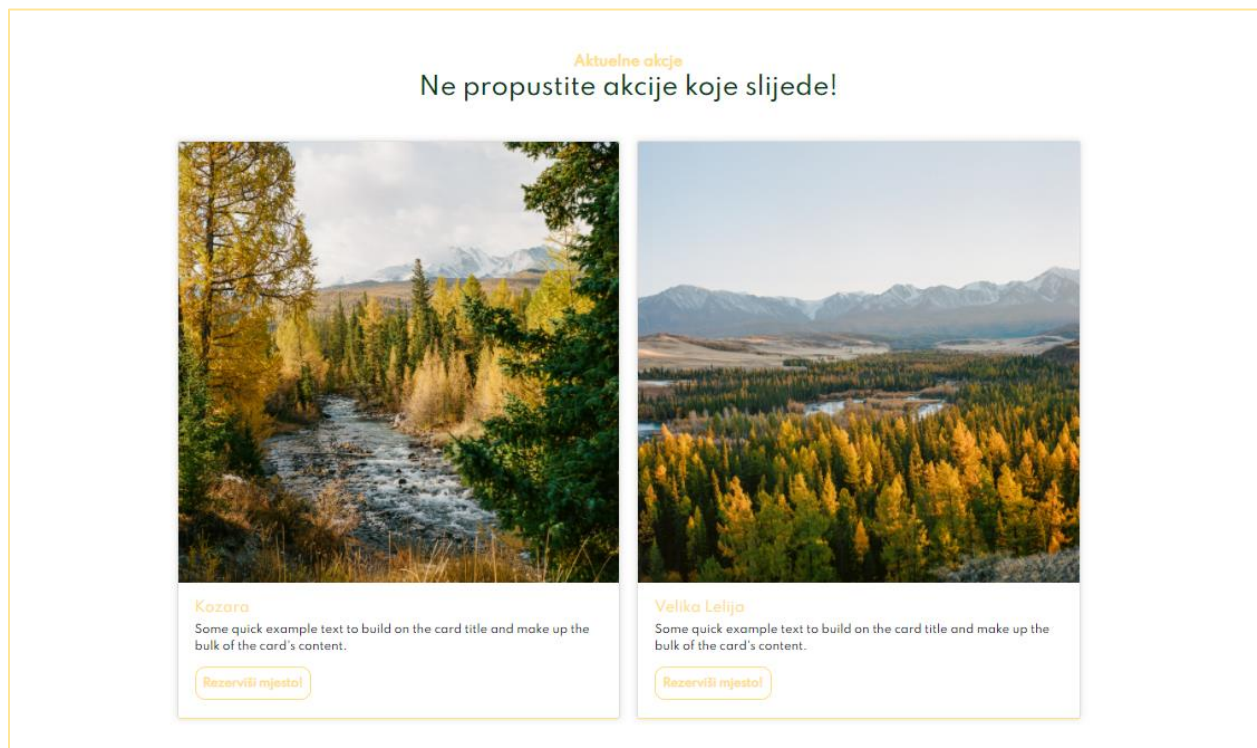 Aktuelne akcje
Ne propustite akcije koje slijede!
Kozara
Some quick example text to build on the card title and make up the
bulk of the card's content.
Rezerviši mjesto!
Velika Lelija
Some quick example text to build on the card title and make up the
bulk of the card's content.
Rezerviši mjesto!